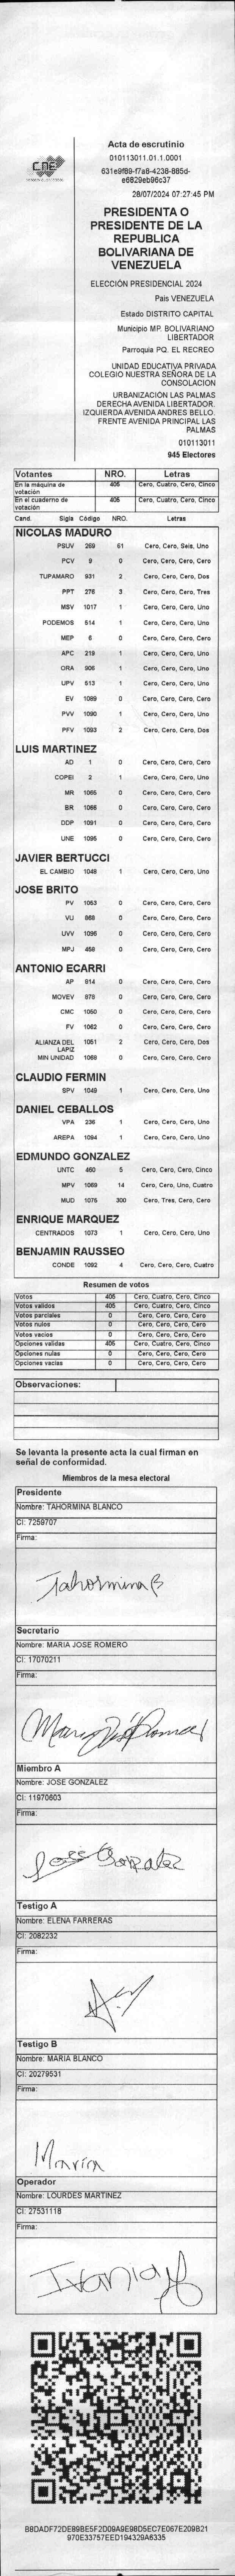 CNE
Acta de escrutinio
010113011.01.1.0001
631e9f89-f7a8-4238-885d-
e6829eb96c37
28/07/2024 07:27:45 PM
PRESIDENTA O
PRESIDENTE DE LA
REPUBLICA
BOLIVARIANA DE
VENEZUELA
ELECCIÓN PRESIDENCIAL 2024
Pais VENEZUELA
Estado DISTRITO CAPITAL
Municipio MP. BOLIVARIANO
LIBERTADOR
Parroquia PQ. EL RECREO
UNIDAD EDUCATIVA PRIVADA
COLEGIO NUESTRA SEÑORA DE LA
CONSOLACION
URBANIZACIÓN LAS PALMAS
DERECHA AVENIDA LIBERTADOR.
IZQUIERDA AVENIDA ANDRES BELLO.
FRENTE AVENIDA PRINCIPAL LAS
PALMAS
010113011
945 Electores
Votantes NRO. Letras
En la máquina de votación 405 Cero, Cuatro, Cero, Cinco
En el cuaderno de votación 405 Cero, Cuatro, Cero, Cinco
Cand. Sigla Código NRO. Letras
NICOLAS MADURO
PSUV 269 61 Cero, Cero, Seis, Uno
PCV 9 0 Cero, Cero, Cero, Cero
TUPAMARO 931 2 Cero, Cero, Cero, Dos
PPT 276 3 Cero, Cero, Cero, Tres
MSV 1017 1 Cero, Cero, Cero, Uno
PODEMOS 514 1 Cero, Cero, Cero, Uno
MEP 6 0 Cero, Cero, Cero, Cero
APC 219 1 Cero, Cero, Cero, Uno
ORA 906 1 Cero, Cero, Cero, Uno
UPV 513 1 Cero, Cero, Cero, Uno
EV 1089 0 Cero, Cero, Cero, Cero
PVV 1090 1 Cero, Cero, Cero, Uno
PFV 1093 2 Cero, Cero, Cero, Dos
LUIS MARTINEZ
AD 1 0 Cero, Cero, Cero, Cero
COPEI 2 1 Cero, Cero, Cero, Uno
MR 1065 0 Cero, Cero, Cero, Cero
BR 1066 0 Cero, Cero, Cero, Cero
DDP 1091 0 Cero, Cero, Cero, Cero
UNE 1095 0 Cero, Cero, Cero, Cero
JAVIER BERTUCCI
EL CAMBIO 1048 1 Cero, Cero, Cero, Uno
JOSE BRITO
PV 1053 0 Cero, Cero, Cero, Cero
VU 868 0 Cero, Cero, Cero, Cero
UVV 1096 0 Cero, Cero, Cero, Cero
MPJ 458 0 Cero, Cero, Cero, Cero
ANTONIO ECARRI
AP 814 0 Cero, Cero, Cero, Cero
MOVEV 878 0 Cero, Cero, Cero, Cero
CMC 1050 0 Cero, Cero, Cero, Cero
FV 1062 0 Cero, Cero, Cero, Cero
ALIANZA DEL LAPIZ 1051 2 Cero, Cero, Cero, Dos
MIN UNIDAD 1068 0 Cero, Cero, Cero, Cero
CLAUDIO FERMIN
SPV 1049 1 Cero, Cero, Cero, Uno
DANIEL CEBALLOS
VPA 236 1 Cero, Cero, Cero, Uno
AREPA 1094 1 Cero, Cero, Cero, Uno
EDMUNDO GONZALEZ
UNTC 460 5 Cero, Cero, Cero, Cinco
MPV 1069 14 Cero, Cero, Uno, Cuatro
MUD 1075 300 Cero, Tres, Cero, Cero
ENRIQUE MARQUEZ
CENTRADOS 1073 1 Cero, Cero, Cero, Uno
BENJAMIN RAUSSEO
CONDE 1092 4 Cero, Cero, Cero, Cuatro
Resumen de votos
Votos 405 Cero, Cuatro, Cero, Cinco
Votos validos 405 Cero, Cuatro, Cero, Cinco
Votos parciales 0 Cero, Cero, Cero, Cero
Votos nulos 0 Cero, Cero, Cero, Cero
Votos vacios 0 Cero, Cero, Cero, Cero
Opciones validas 405 Cero, Cuatro, Cero, Cinco
Opciones nulas 0 Cero, Cero, Cero, Cero
Opciones vacias 0 Cero, Cero, Cero, Cero
Observaciones:
Se levanta la presente acta la cual firman en
señal de conformidad.
Miembros de la mesa electoral
Presidente
Nombre: TAHORMINA BLANCO
CI: 7259707
Firma:
Tahormina B
Secretario
Nombre: MARIA JOSE ROMERO
CI: 17070211
Firma:
Maria José Romero
Miembro A
Nombre: JOSE GONZALEZ
CI: 11970603
Firma:
José Gonzalez
Testigo A
Nombre: ELENA FARRERAS
CI: 2082232
Firma:
Testigo B
Nombre: MARIA BLANCO
CI: 20279531
Firma:
María
Operador
Nombre: LOURDES MARTINEZ
CI: 27531118
Firma:
B8DADF72DE89BE5F2D09A9E98D5EC7E067E209B21
970E33757EED194329A6335